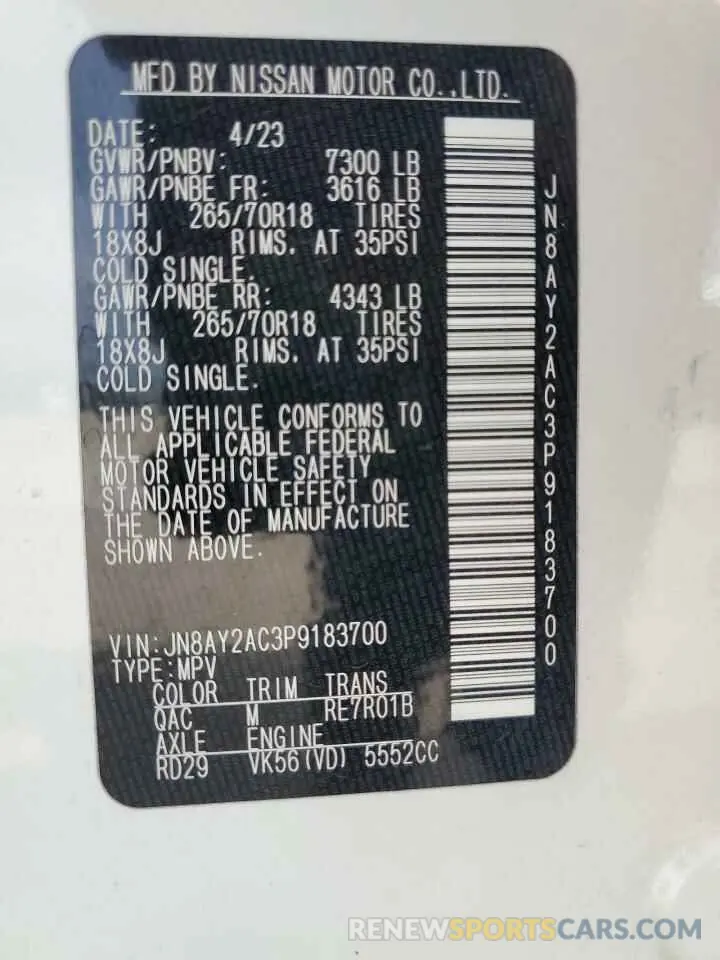 MFD BY NISSAN MOTOR CO.,LTD.
DATE: 4/23
GVWR/PNBV: 7300 LB
GAWR/PNBE FR: 3616 LB
WITH 265/70R18 TIRES
18X8J RIMS. AT 35PSI
COLD SINGLE.
GAWR/PNBE RR: 4343 LB
WITH 265/70R18 TIRES
18X8J RIMS. AT 35PSI
COLD SINGLE.
THIS VEHICLE CONFORMS TO
ALL APPLICABLE FEDERAL
MOTOR VEHICLE SAFETY
STANDARDS IN EFFECT ON
THE DATE OF MANUFACTURE
SHOWN ABOVE.
VIN:JN8AY2AC3P9183700
TYPE:MPV
COLOR TRIM TRANS
QAC M RE7R01B
AXLE ENGINE
RD29 VK56(VD) 5552CC
JN8AY2AC3P9183700
RENEWSPORTSCARS.COM